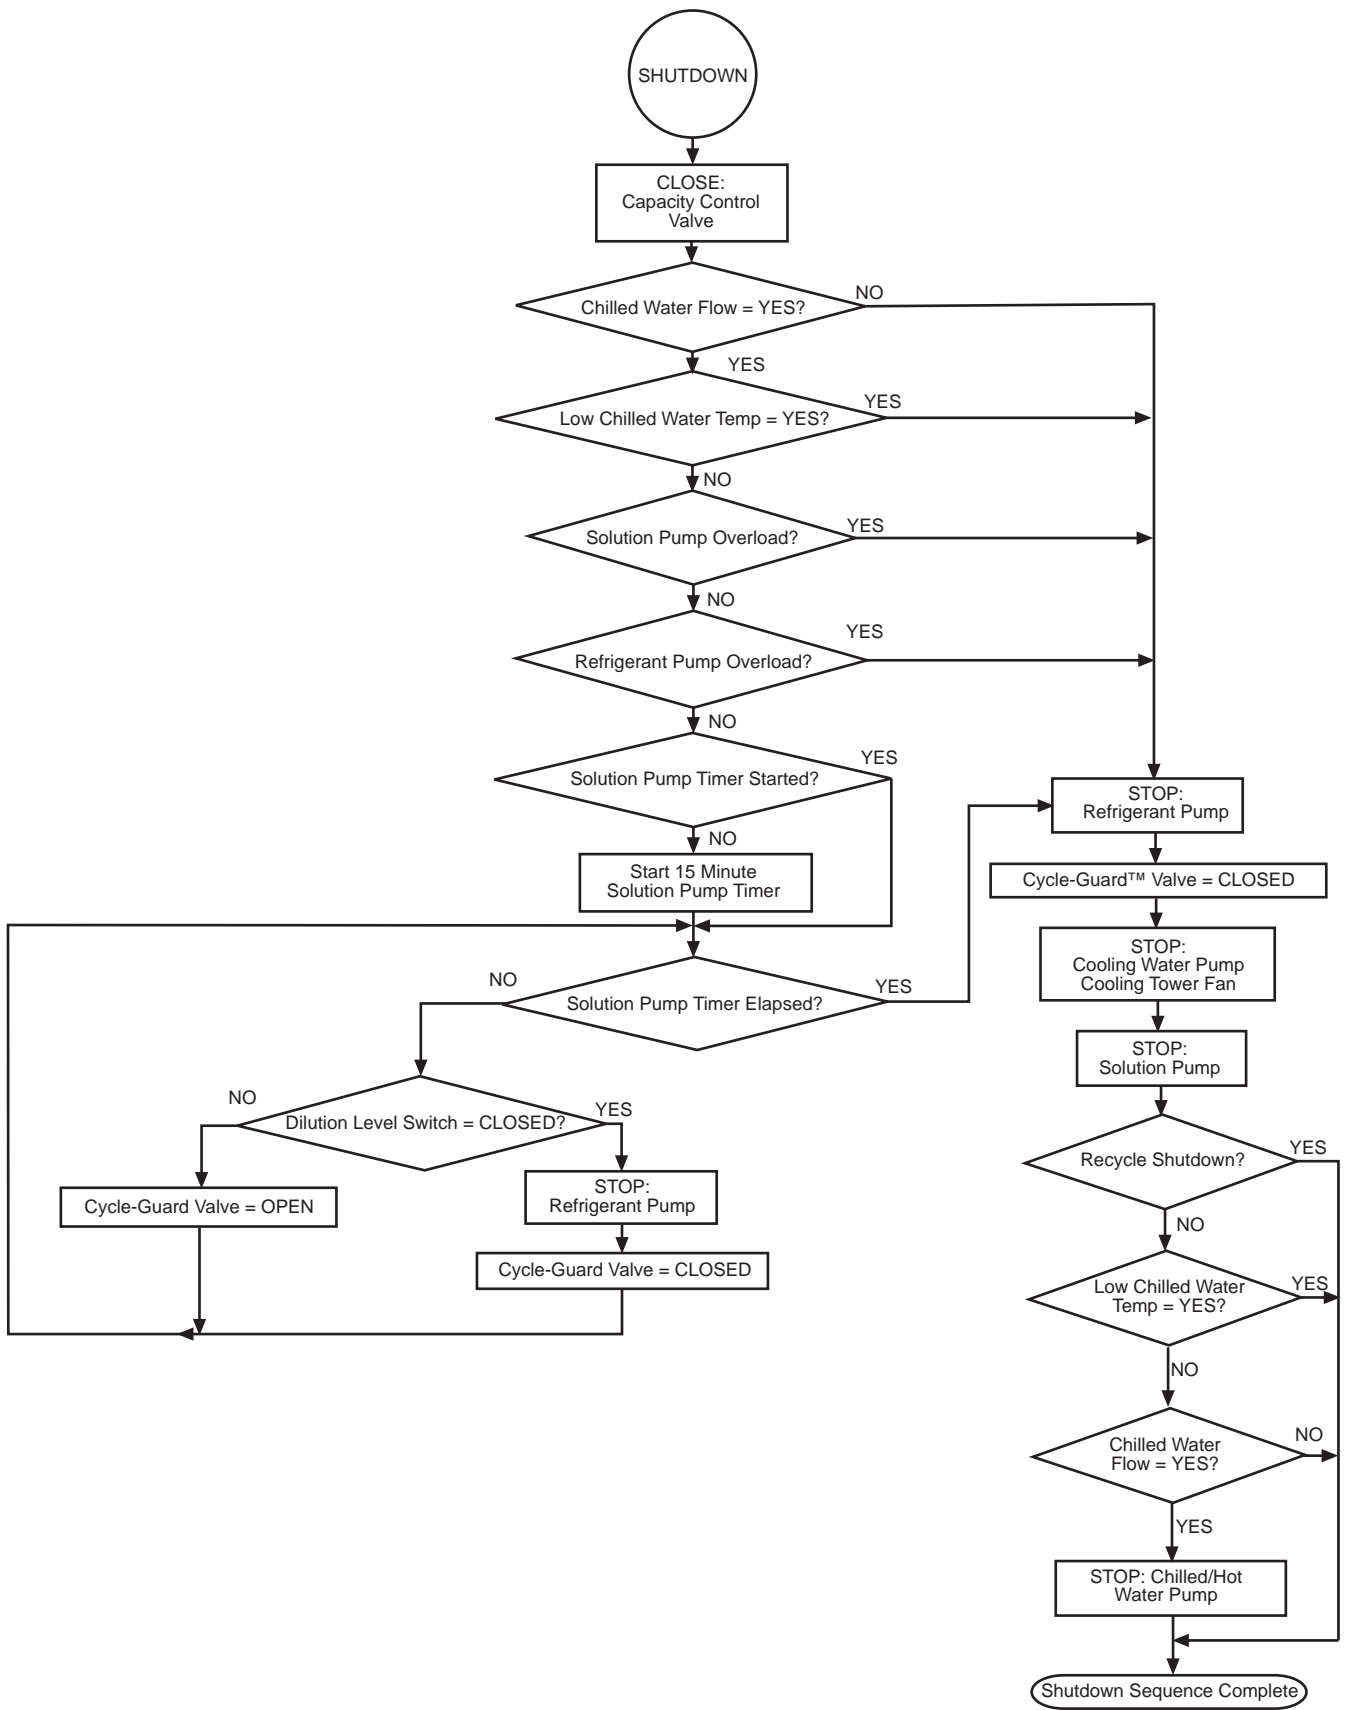 SHUTDOWN
CLOSE:
Capacity Control
Valve
Chilled Water Flow = YES?
NO
YES
Low Chilled Water Temp = YES?
YES
NO
Solution Pump Overload?
YES
NO
Refrigerant Pump Overload?
YES
NO
Solution Pump Timer Started?
YES
NO
Start 15 Minute
Solution Pump Timer
Solution Pump Timer Elapsed?
NO
YES
Dilution Level Switch = CLOSED?
NO
YES
Cycle-Guard Valve = OPEN
STOP:
Refrigerant Pump
Cycle-Guard Valve = CLOSED
STOP:
Refrigerant Pump
Cycle-Guard™ Valve = CLOSED
STOP:
Cooling Water Pump
Cooling Tower Fan
STOP:
Solution Pump
Recycle Shutdown?
YES
NO
Low Chilled Water
Temp = YES?
YES
NO
Chilled Water
Flow = YES?
NO
YES
STOP: Chilled/Hot
Water Pump
Shutdown Sequence Complete